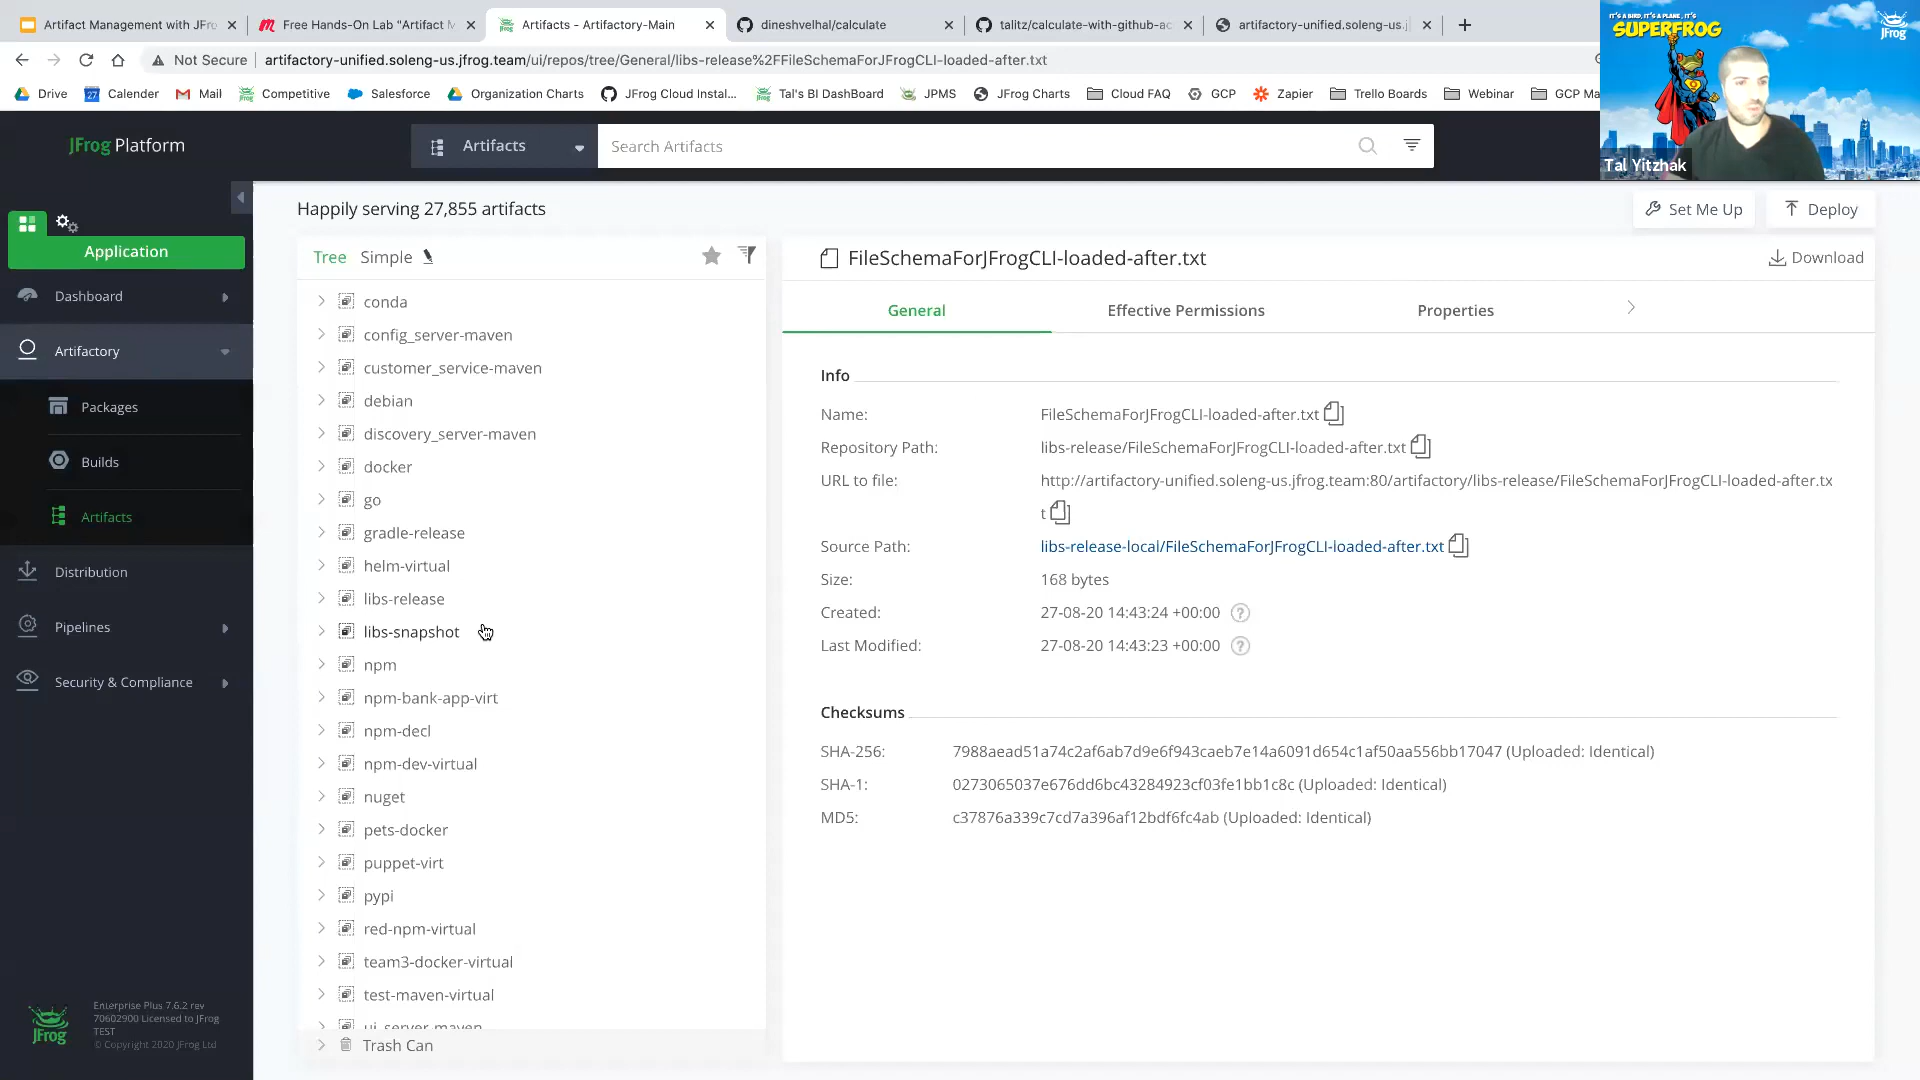 Artifact Management with JFro
Free Hands-On Lab "Artifact M
Artifacts - Artifactory-Main
dineshvelhal/calculate
talitz/calculate-with-github-ac
artifactory-unified.soleng-us.j
Not Secure
artifactory-unified.soleng-us.jfrog.team/ui/repos/tree/General/libs-release%2FFileSchemaForJFrogCLI-loaded-after.txt
Drive
27
Calender
Mail
Competitive
Salesforce
Organization Charts
JFrog Cloud Instal...
Tal's BI DashBoard
JPMS
JFrog Charts
Cloud FAQ
GCP
Zapier
Trello Boards
Webinar
GCP Ma
IT'S A BIRD, IT'S A PLANE, IT'S
SUPERFROG
JFrog
Tal Yitzhak
JFrog Platform
Artifacts
Search Artifacts
Happily serving 27,855 artifacts
Set Me Up
Deploy
Application
Dashboard
Artifactory
Packages
Builds
Artifacts
Distribution
Pipelines
Security & Compliance
JFrog
Enterprise Plus 7.6.2 rev
70602900 Licensed to JFrog
TEST
© Copyright 2020 JFrog Ltd
Tree
Simple
conda
config_server-maven
customer_service-maven
debian
discovery_server-maven
docker
go
gradle-release
helm-virtual
libs-release
libs-snapshot
npm
npm-bank-app-virt
npm-decl
npm-dev-virtual
nuget
pets-docker
puppet-virt
pypi
red-npm-virtual
team3-docker-virtual
test-maven-virtual
ui_server-maven
Trash Can
FileSchemaForJFrogCLI-loaded-after.txt
Download
General
Effective Permissions
Properties
Info
Name:
FileSchemaForJFrogCLI-loaded-after.txt
Repository Path:
libs-release/FileSchemaForJFrogCLI-loaded-after.txt
URL to file:
http://artifactory-unified.soleng-us.jfrog.team:80/artifactory/libs-release/FileSchemaForJFrogCLI-loaded-after.tx
t
Source Path:
libs-release-local/FileSchemaForJFrogCLI-loaded-after.txt
Size:
168 bytes
Created:
27-08-20 14:43:24 +00:00
Last Modified:
27-08-20 14:43:23 +00:00
Checksums
SHA-256:
7988aead51a74c2af6ab7d9e6f943caeb7e14a6091d654c1af50aa556bb17047 (Uploaded: Identical)
SHA-1:
0273065037e676dd6bc43284923cf03fe1bb1c8c (Uploaded: Identical)
MD5:
c37876a339c7cd7a396af12bdf6fc4ab (Uploaded: Identical)